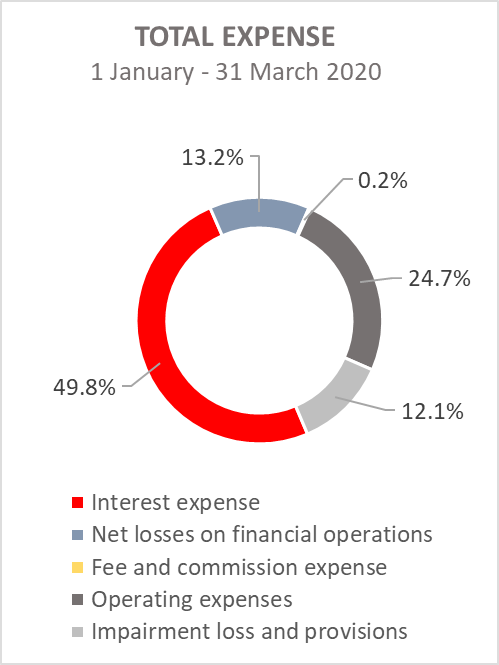 TOTAL EXPENSE
1 January - 31 March 2020
13.2%
0.2%
24.7%
49.8%
12.1%
Interest expense
Net losses on financial operations
Fee and commission expense
Operating expenses
Impairment loss and provisions